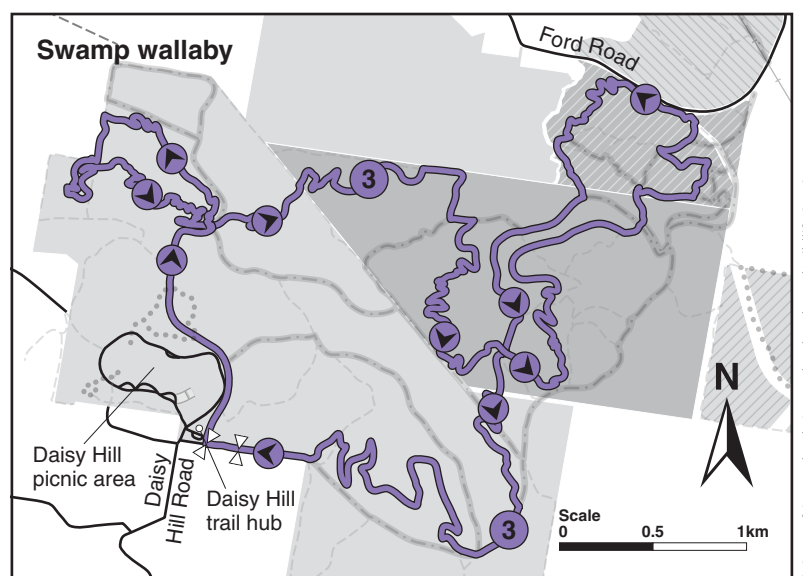 Swamp wallaby
Ford Road
3
Daisy Hill
picnic area
Daisy
Hill Road
Daisy Hill
trail hub
3
N
Scale
0 0.5 1km